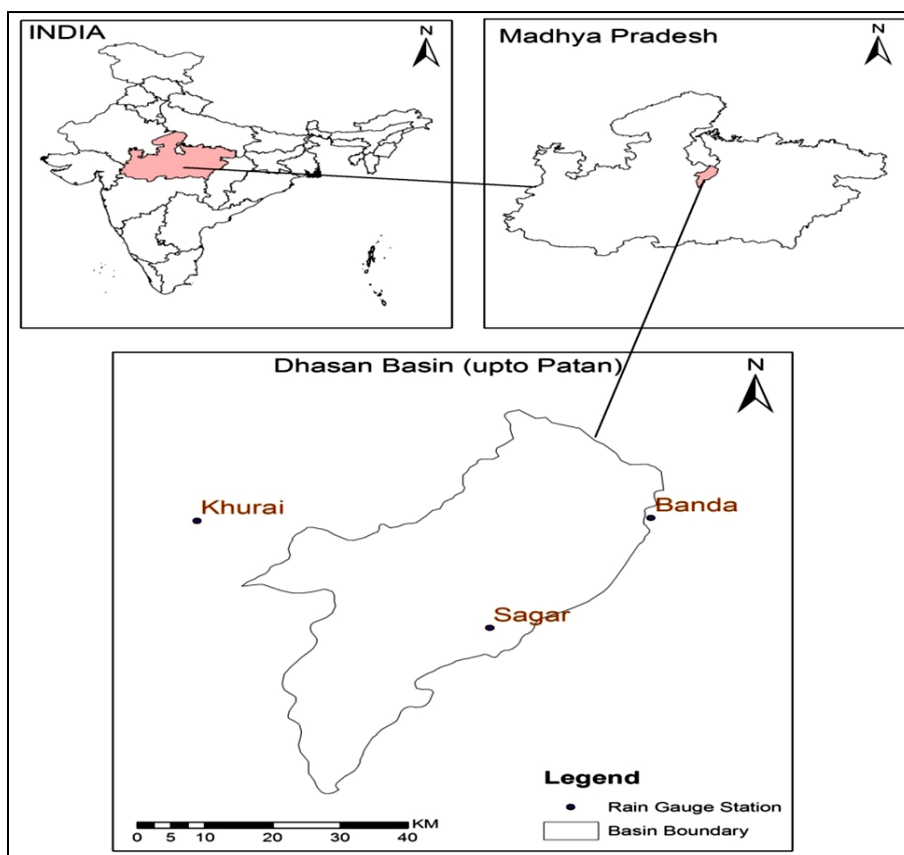 INDIA
N
Madhya Pradesh
N
Dhasan Basin (upto Patan)
N
Khurai
Banda
Sagar
Legend
Rain Gauge Station
Basin Boundary
KM
0 5 10 20 30 40